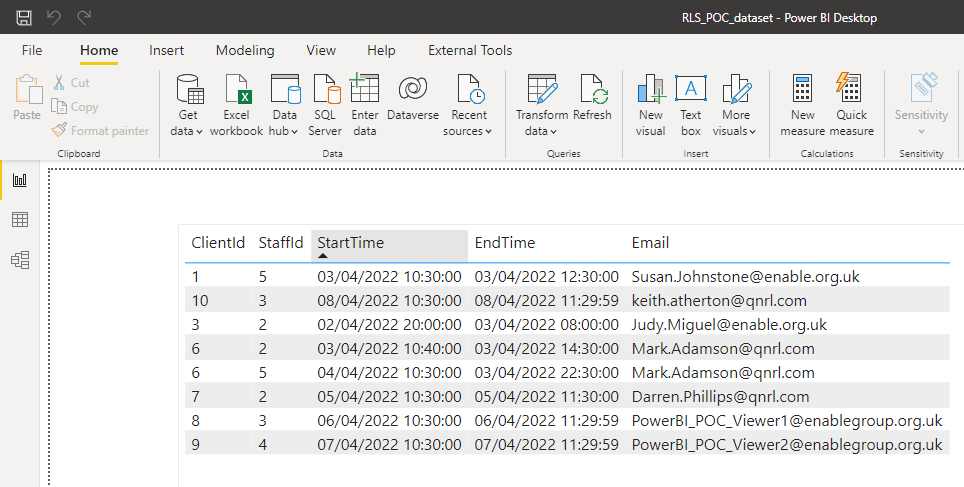 RLS_POC_dataset - Power BI Desktop
File Home Insert Modeling View Help External Tools
Paste
Cut
Copy
Format painter
Clipboard
Get data
Excel workbook
Data hub
SQL Server
Enter data
Dataverse
Recent sources
Data
Transform data
Refresh
Queries
New visual
Text box
More visuals
Insert
New measure
Quick measure
Calculations
Sensitivity
Sensitivity
ClientId StaffId StartTime EndTime Email
1 5 03/04/2022 10:30:00 03/04/2022 12:30:00 Susan.Johnstone@enable.org.uk
10 3 08/04/2022 10:30:00 08/04/2022 11:29:59 keith.atherton@qnrl.com
3 2 02/04/2022 20:00:00 03/04/2022 08:00:00 Judy.Miguel@enable.org.uk
6 2 03/04/2022 10:40:00 03/04/2022 14:30:00 Mark.Adamson@qnrl.com
6 5 04/04/2022 10:30:00 03/04/2022 22:30:00 Mark.Adamson@qnrl.com
7 2 05/04/2022 10:30:00 05/04/2022 11:30:00 Darren.Phillips@qnrl.com
8 3 06/04/2022 10:30:00 06/04/2022 11:29:59 PowerBI_POC_Viewer1@enablegroup.org.uk
9 4 07/04/2022 10:30:00 07/04/2022 11:29:59 PowerBI_POC_Viewer2@enablegroup.org.uk